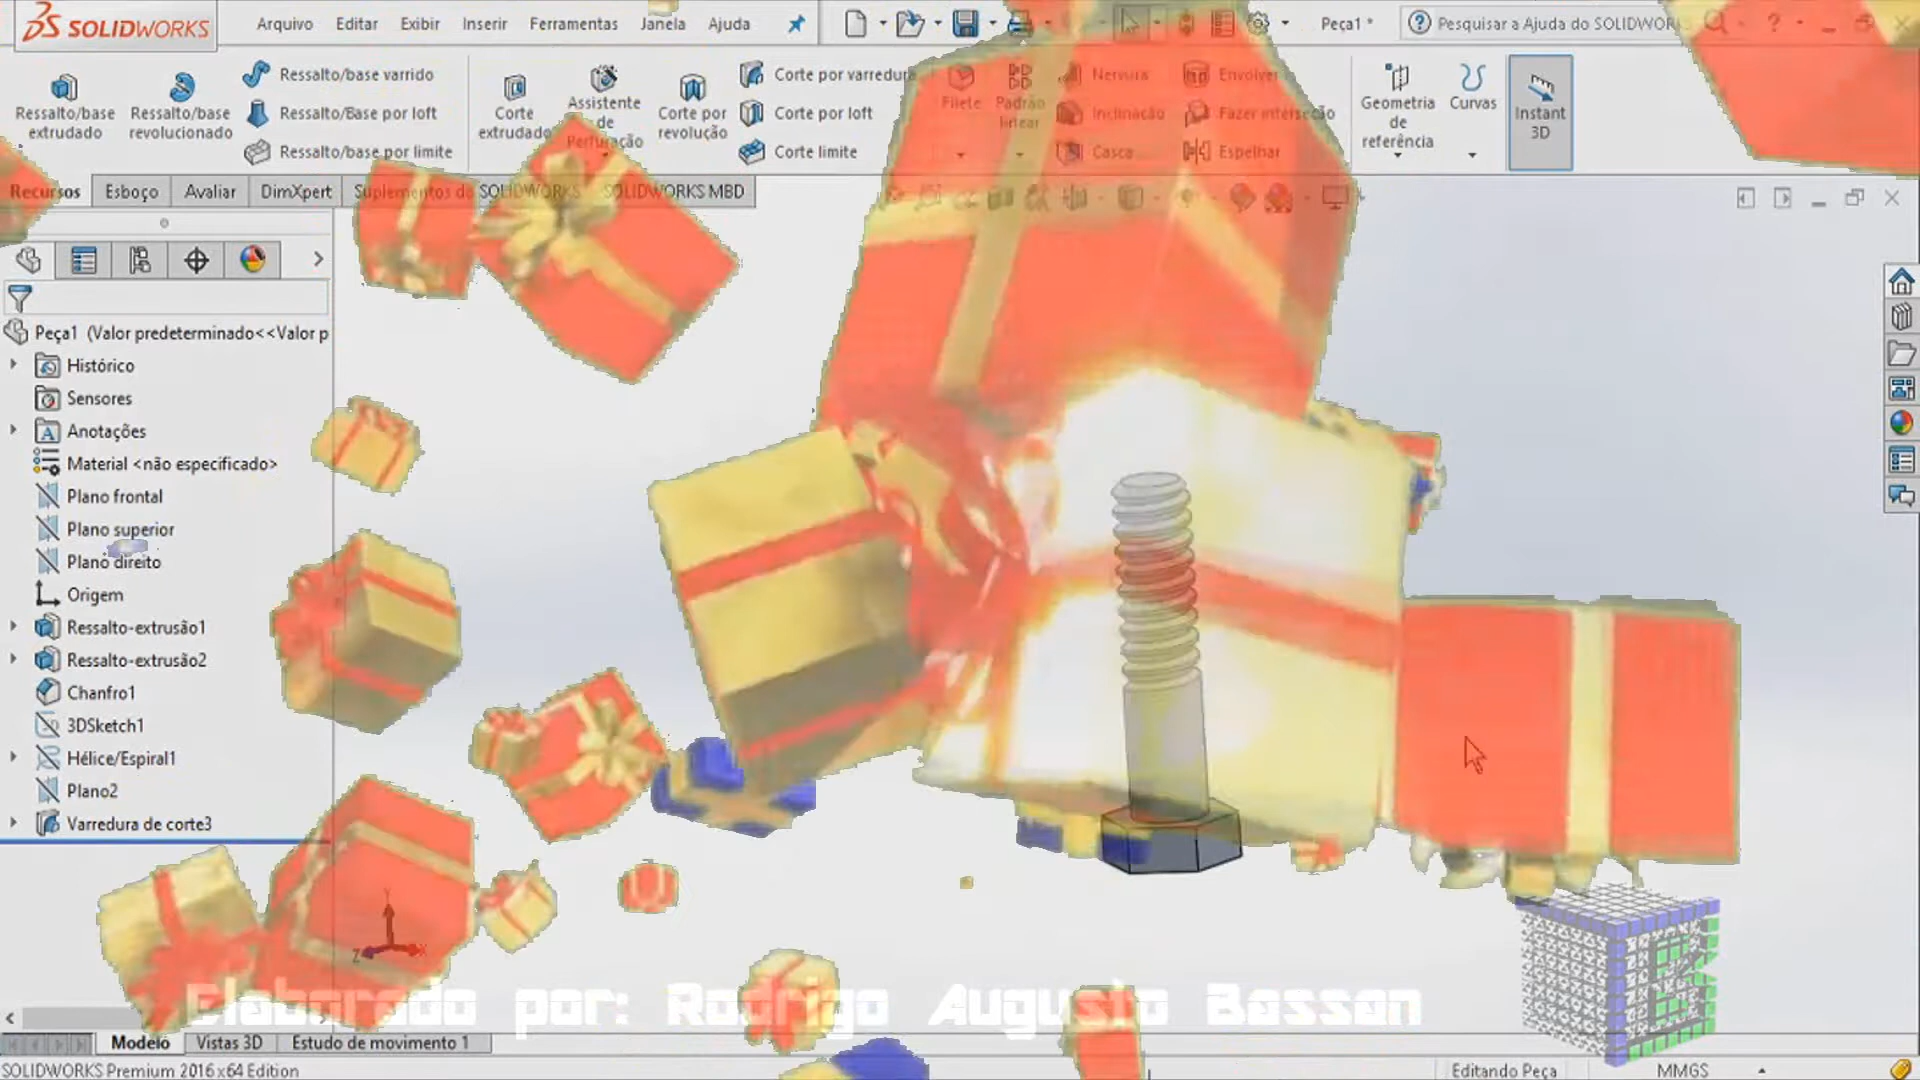 SOLIDWORKS
Arquivo Editar Exibir Inserir Ferramentas Janela Ajuda
Peça1 *
Pesquisar a Ajuda do SOLIDWORKS
Ressalto/base extrudado
Ressalto/base revolucionado
Ressalto/base varrido
Ressalto/Base por loft
Ressalto/base por limite
Corte extrudado
Assistente de Perfuração
Corte por revolução
Corte por varredura
Corte por loft
Corte limite
Filete
Padrão linear
Nervura
Inclinação
Casca
Envolver
Fazer interseção
Espelhar
Geometria de referência
Curvas
Instant 3D
Recursos Esboço Avaliar DimXpert Suplementos do SOLIDWORKS SOLIDWORKS MBD
Peça1 (Valor predeterminado<<Valor p
Histórico
Sensores
Anotações
Material <não especificado>
Plano frontal
Plano superior
Plano direito
Origem
Ressalto-extrusão1
Ressalto-extrusão2
Chanfro1
3DSketch1
Hélice/Espiral1
Plano2
Varredura de corte3
Y
Z
X
Elaborado por: Rodrigo Augusto Bassan
Modelo Vistas 3D Estudo de movimento 1
SOLIDWORKS Premium 2016 x64 Edition
Editando Peça
MMGS